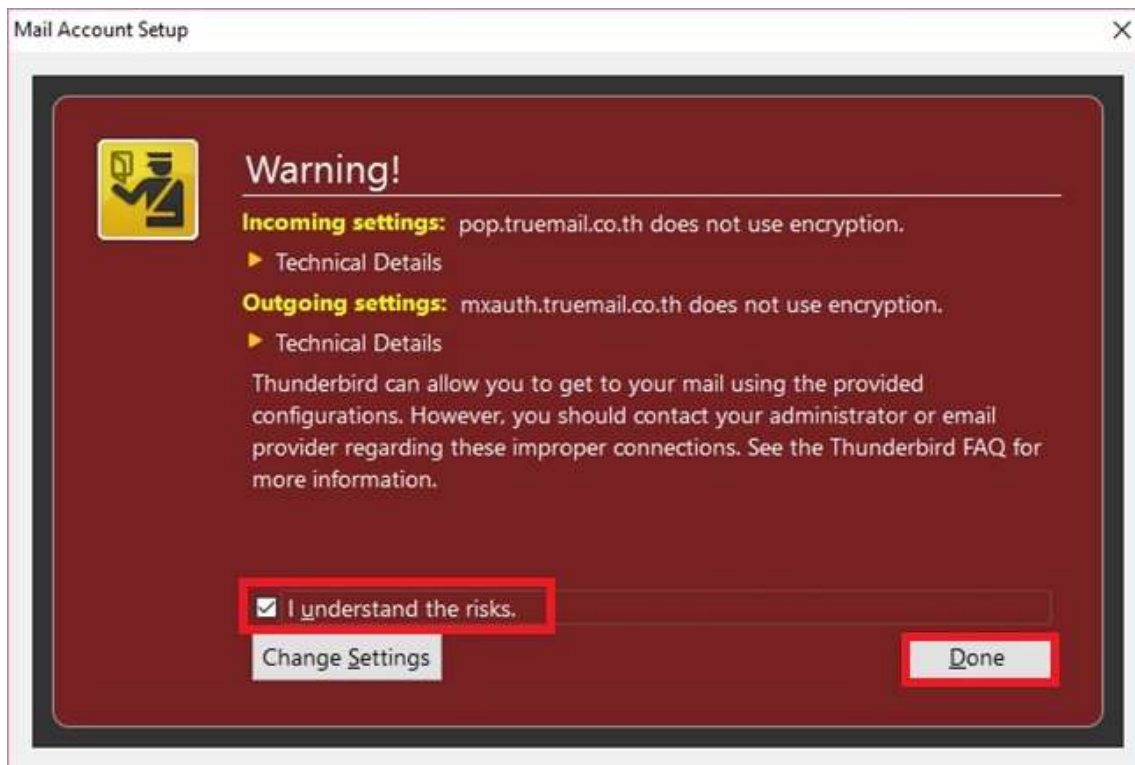 Mail Account Setup
Warning!
Incoming settings: pop.truemail.co.th does not use encryption.
Technical Details
Outgoing settings: mxauth.truemail.co.th does not use encryption.
Technical Details
Thunderbird can allow you to get to your mail using the provided
configurations. However, you should contact your administrator or email
provider regarding these improper connections. See the Thunderbird FAQ for
more information.
I understand the risks.
Change Settings
Done